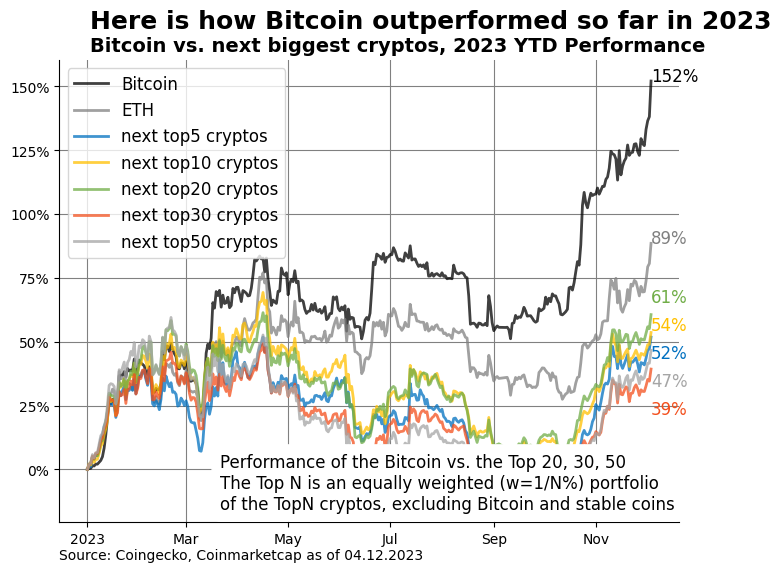 Here is how Bitcoin outperformed so far in 2023
Bitcoin vs. next biggest cryptos, 2023 YTD Performance
Bitcoin
ETH
next top5 cryptos
next top10 cryptos
next top20 cryptos
next top30 cryptos
next top50 cryptos
150%
125%
100%
75%
50%
25%
0%
152%
89%
61%
54%
52%
47%
39%
Performance of the Bitcoin vs. the Top 20, 30, 50
The Top N is an equally weighted (w=1/N%) portfolio
of the TopN cryptos, excluding Bitcoin and stable coins
2023 Mar May Jul Sep Nov
Source: Coingecko, Coinmarketcap as of 04.12.2023